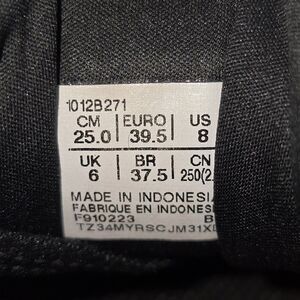 1012B271
CM EURO US
25.0 39.5 8
UK BR CN
6 37.5 250(2.
MADE IN INDONESIA
FABRIQUE EN INDONES
F910223 B
TZ34MYRSCJM31X